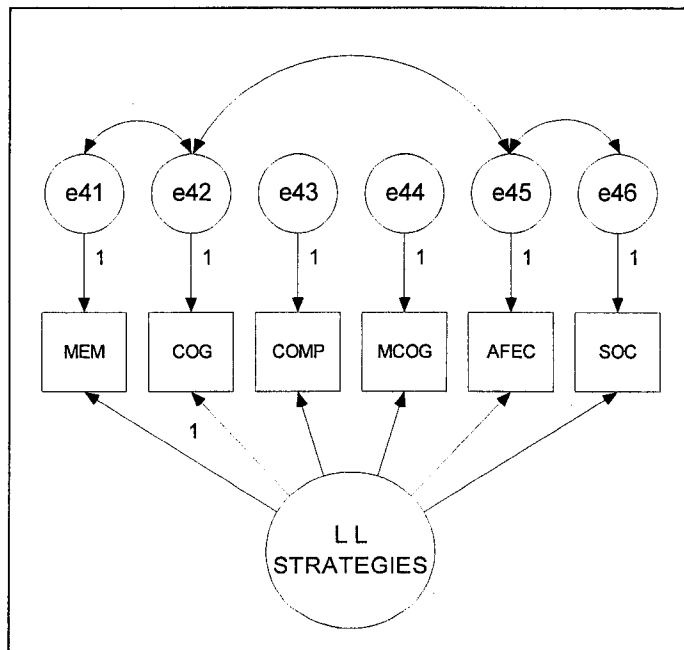 e41 e42 e43 e44 e45 e46
1 1 1 1 1 1
MEM COG COMP MCOG AFEC SOC
1
L L
STRATEGIES